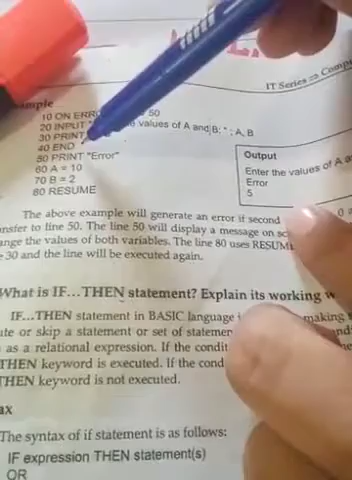 IT Series ⇒ Compu
ample
10 ON ERR 50
20 INPUT values of A and B: " ; A, B
30 PRINT
40 END
50 PRINT "Error"
60 A = 10
70 B = 2
80 RESUME
Output
Enter the values of A a
Error
5
The above example will generate an error if second 0 a
nsfer to line 50. The line 50 will display a message on sc
ange the values of both variables. The line 80 uses RESUM
30 and the line will be executed again.
What is IF...THEN statement? Explain its working w
IF...THEN statement in BASIC language i making
ute or skip a statement or set of statemen and
as a relational expression. If the condit
THEN keyword is executed. If the cond
THEN keyword is not executed.
ax
The syntax of if statement is as follows:
IF expression THEN statement(s)
OR